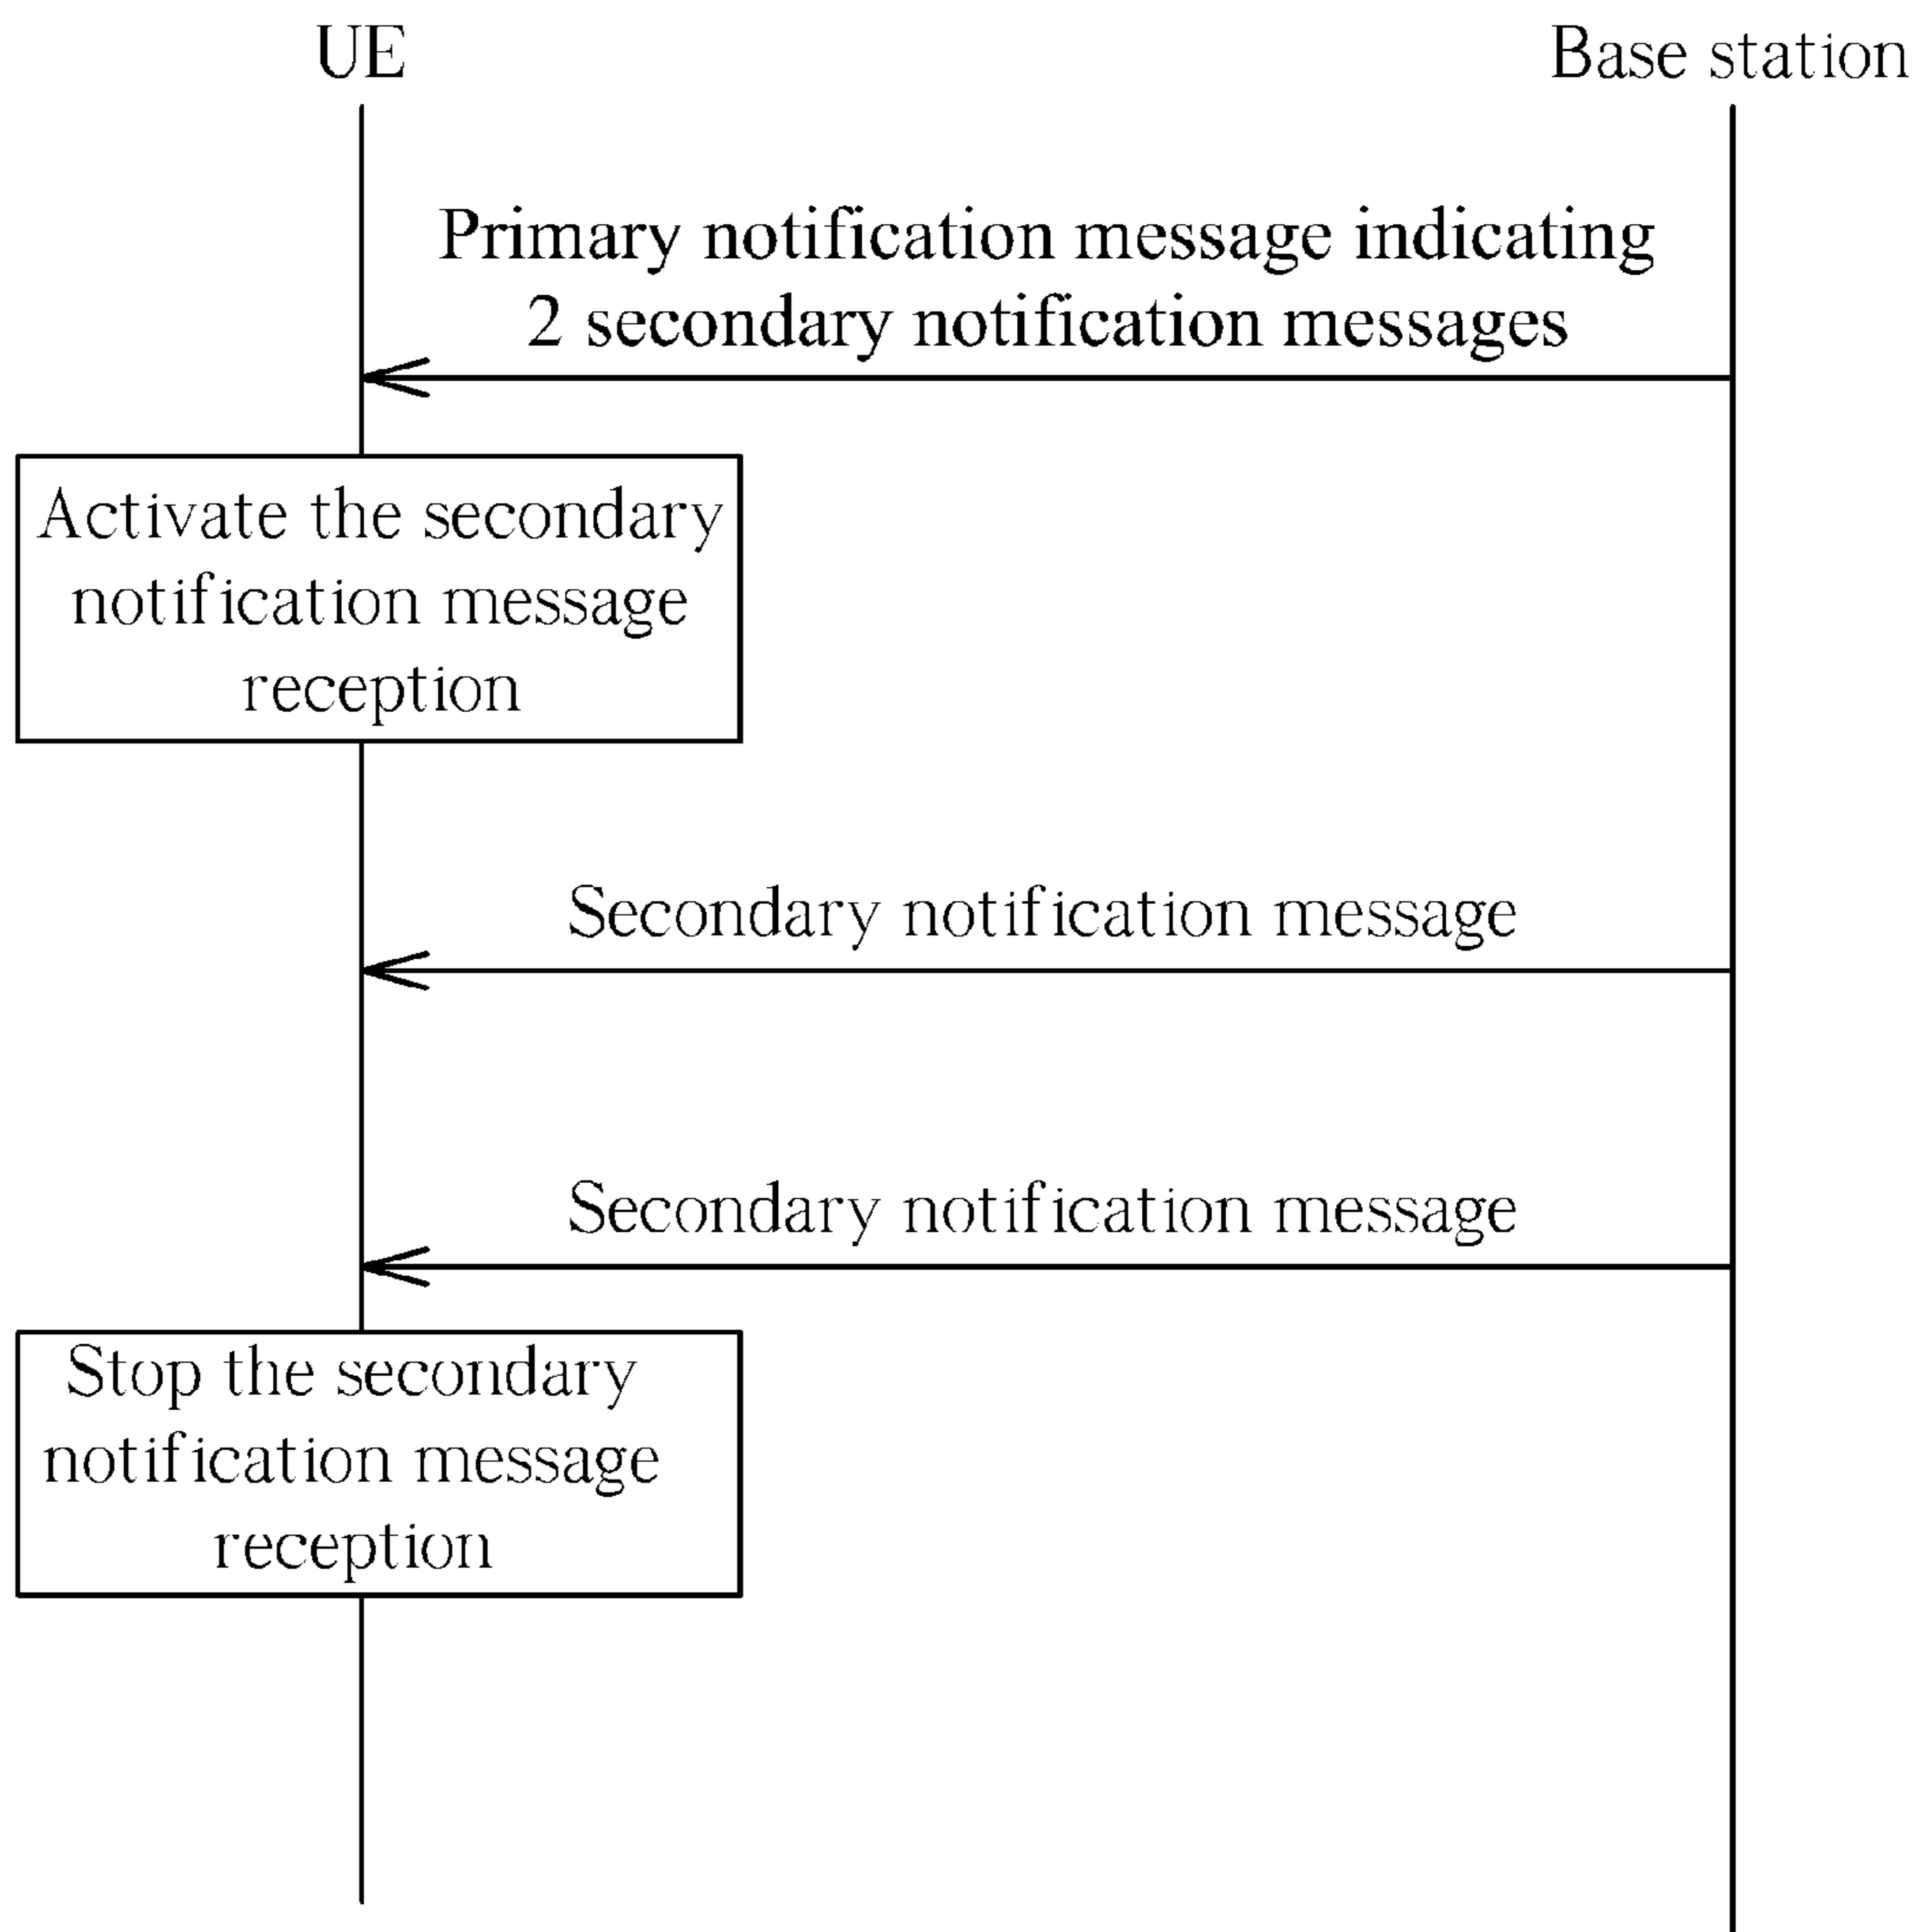 UE
Base station
Primary notification message indicating
2 secondary notification messages
Activate the secondary
notification message
reception
Secondary notification message
Secondary notification message
Stop the secondary
notification message
reception